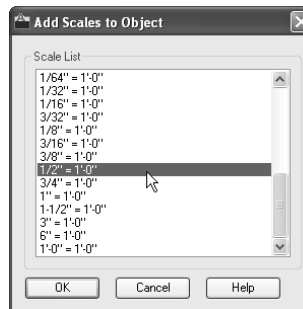 Add Scales to Object
Scale List
1/64" = 1'-0"
1/32" = 1'-0"
1/16" = 1'-0"
3/32" = 1'-0"
1/8" = 1'-0"
3/16" = 1'-0"
3/8" = 1'-0"
1/2" = 1'-0"
3/4" = 1'-0"
1" = 1'-0"
1-1/2" = 1'-0"
3" = 1'-0"
6" = 1'-0"
1'-0" = 1'-0"
OK Cancel Help